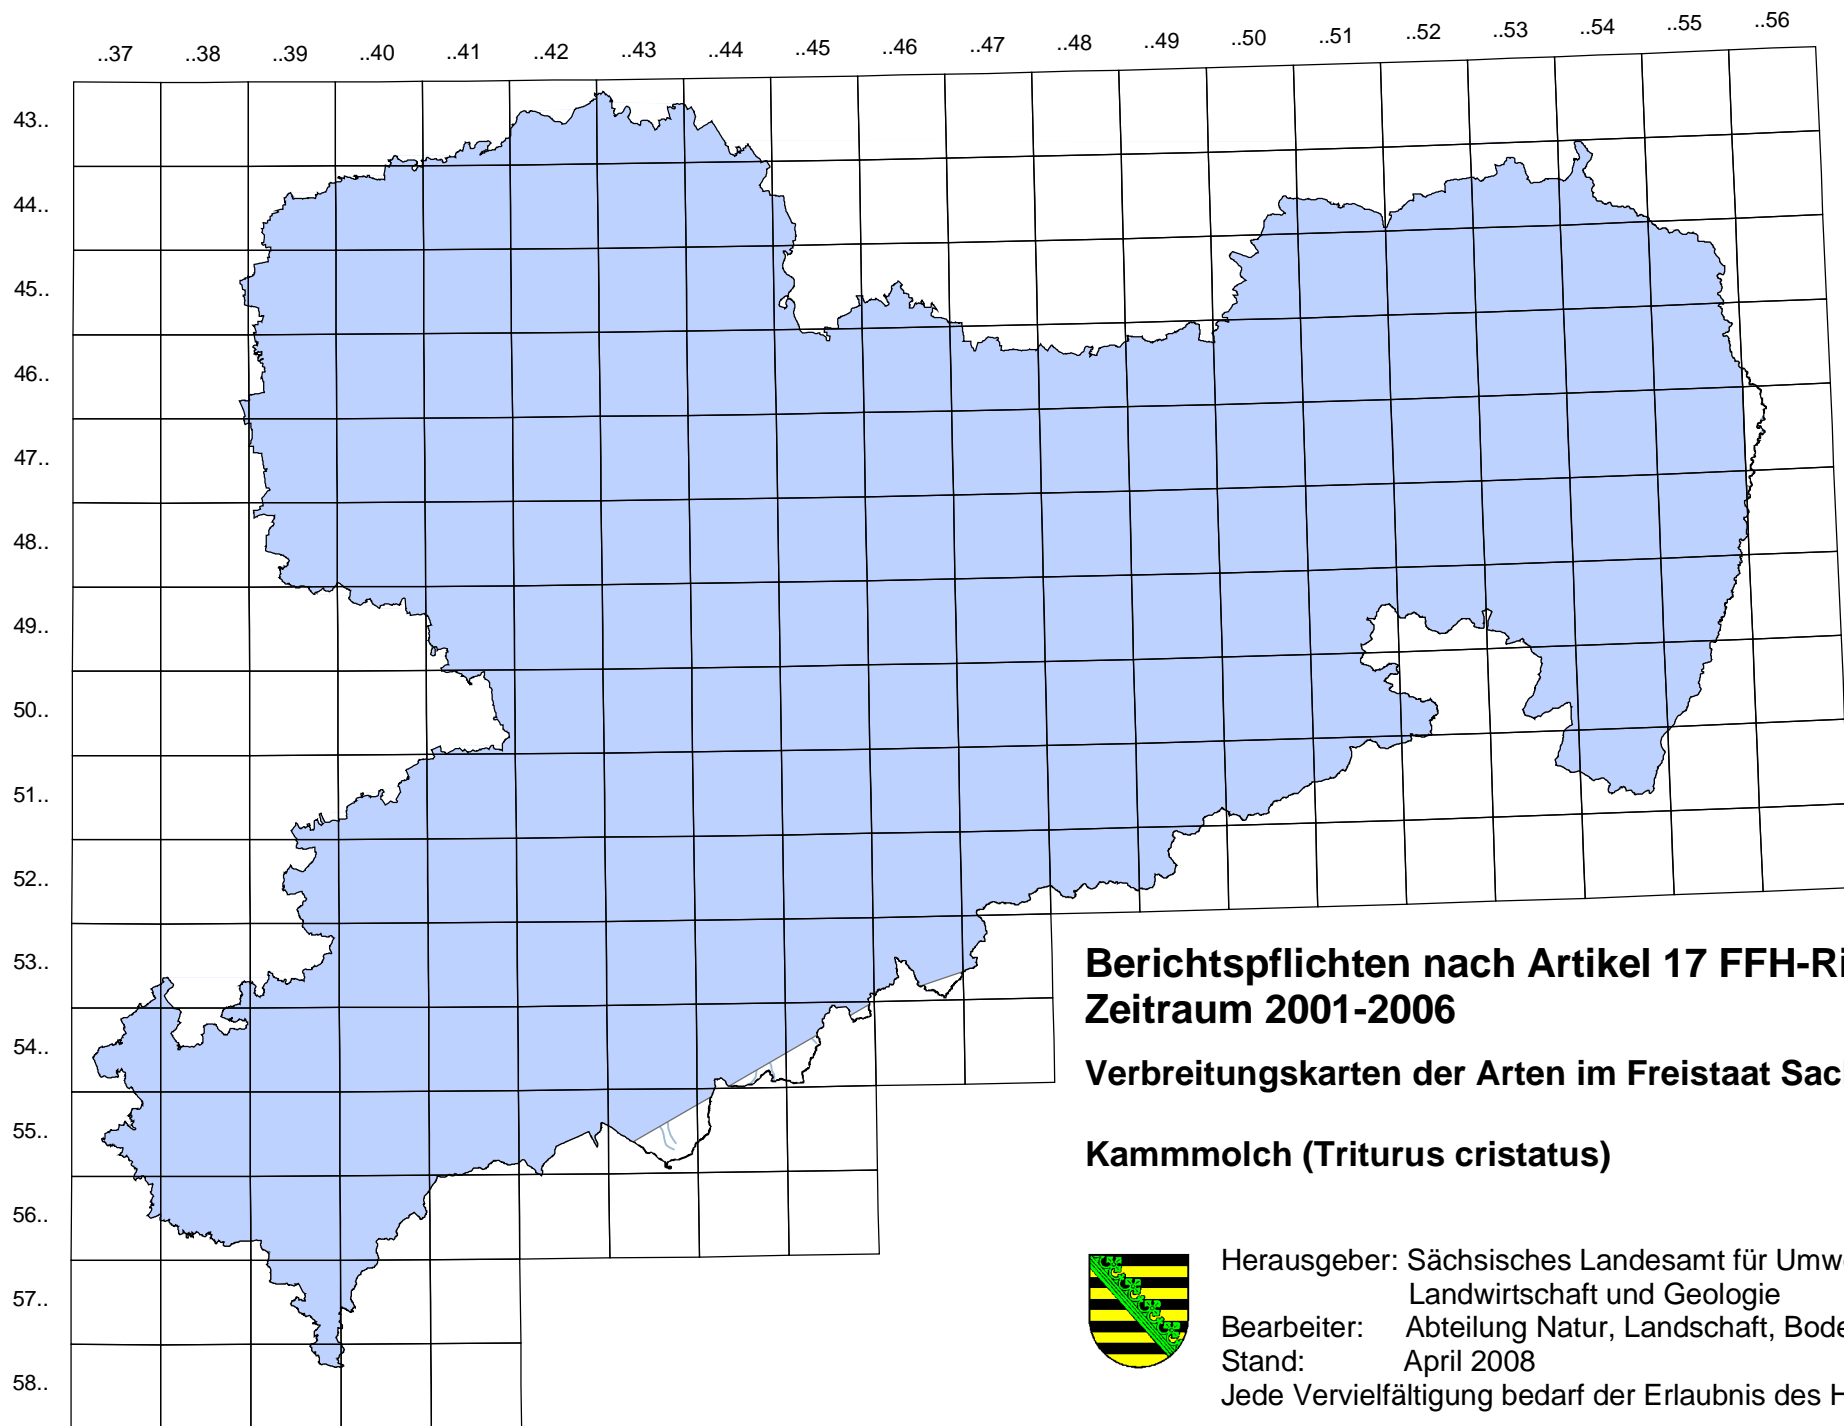 ..37 ..38 ..39 ..40 ..41 ..42 ..43 ..44 ..45 ..46 ..47 ..48 ..49 ..50 ..51 ..52 ..53 ..54 ..55 ..56
43..
44..
45..
46..
47..
48..
49..
50..
51..
52..
53..
54..
55..
56..
57..
58..
Berichtspflichten nach Artikel 17 FFH-Ri
Zeitraum 2001-2006
Verbreitungskarten der Arten im Freistaat Sac
Kammmolch (Triturus cristatus)
Herausgeber: Sächsisches Landesamt für Umwe
Landwirtschaft und Geologie
Bearbeiter: Abteilung Natur, Landschaft, Bode
Stand: April 2008
Jede Vervielfältigung bedarf der Erlaubnis des H